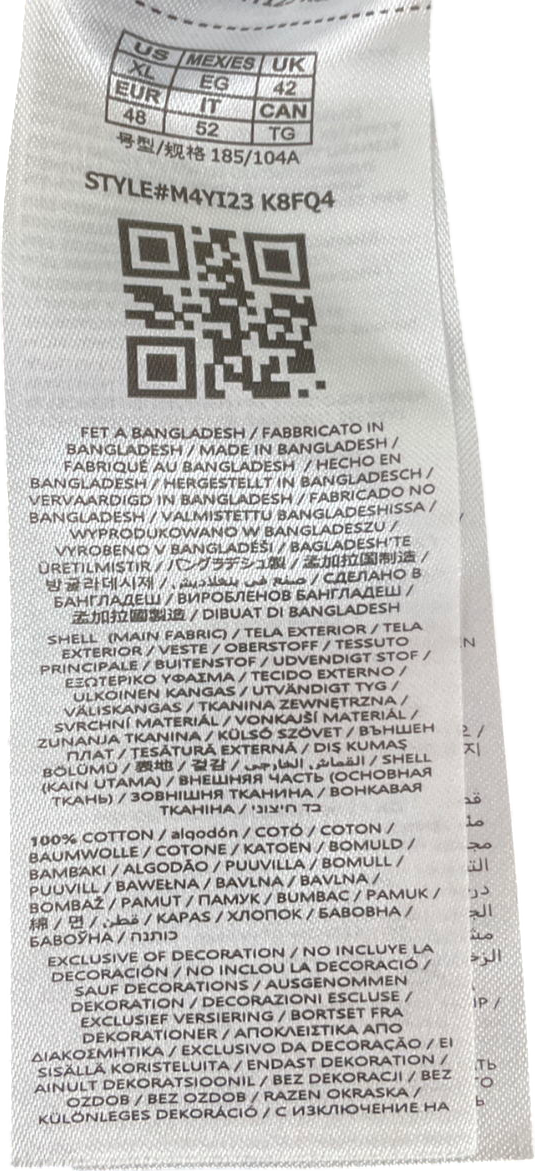 US MEX/ES UK
XL EG 42
EUR IT CAN
48 52 TG
号型/规格 185/104A
STYLE#M4YI23 K8FQ4
FET A BANGLADESH / FABBRICATO IN
BANGLADESH / MADE IN BANGLADESH /
FABRIQUÉ AU BANGLADESH / HECHO EN
BANGLADESH / HERGESTELLT IN BANGLADESCH /
VERVAARDIGD IN BANGLADESH / FABRICADO NO
BANGLADESH / VALMISTETTU BANGLADESHISSA /
WYPRODUKOWANO W BANGLADESZU /
VYROBENO V BANGLADÉŠI / BAGLADESH'TE
ÜRETILMIŞTIR / バングラデシュ製 / 孟加拉国制造 /
방글라데시제 / صنع في بنغلاديش / СДЕЛАНО В
БАНГЛАДЕШ / ВИРОБЛЕНОВ БАНГЛАДЕШ /
孟加拉國製造 / DIBUAT DI BANGLADESH
SHELL (MAIN FABRIC) / TELA EXTERIOR / TELA
EXTERIOR / VESTE / OBERSTOFF / TESSUTO
PRINCIPALE / BUITENSTOF / UDVENDIGT STOF /
ΕΞΩΤΕΡΙΚΟ ΥΦΑΣΜΑ / TECIDO EXTERNO /
ULKOINEN KANGAS / UTVÄNDIGT TYG /
VÄLISKANGAS / TKANINA ZEWNĘTRZNA /
SVRCHNÍ MATERIÁL / VONKAJŠÍ MATERIÁL /
ZUNANJA TKANINA / KÜLSŐ SZÖVET / ВЪНШЕН
ПЛАТ / ȚESĂTURĂ EXTERNĂ / DIŞ KUMAŞ
BÖLÜMÜ / 表地 / 겉감 / القماش الخارجي / SHELL
(KAIN UTAMA) / ВНЕШНЯЯ ЧАСТЬ (ОСНОВНАЯ
ТКАНЬ) / ЗОВНІШНЯ ТКАНИНА / ВОНКАВАЯ
ТКАНІНА / בד חיצוני
100% COTTON / algodón / COTÓ / COTON /
BAUMWOLLE / COTONE / KATOEN / BOMULD /
ΒΑΜΒΑΚΙ / ALGODÃO / PUUVILLA / BOMULL /
PUUVILL / BAWEŁNA / BAVLNA / BAVLNA /
BOMBAŽ / PAMUT / ПАМУК / BUMBAC / PAMUK /
綿 / 면 / قطن / KAPAS / ХЛОПОК / БАВОВНА /
БАВОЎНА / כותנה
EXCLUSIVE OF DECORATION / NO INCLUYE LA
DECORACIÓN / NO INCLOU LA DECORACIÓ /
SAUF DECORATIONS / AUSGENOMMEN
DEKORATION / DECORAZIONI ESCLUSE /
EXCLUSIEF VERSIERING / BORTSET FRA
DEKORATIONER / ΑΠΟΚΛΕΙΣΤΙΚΑ ΑΠΟ
ΔΙΑΚΟΣΜΗΤΙΚΑ / EXCLUSIVO DA DECORAÇÃO / EI
SISÄLLÄ KORISTELUITA / ENDAST DEKORATION /
AINULT DEKORATSIOONIL / BEZ DEKORACJI / BEZ
OZDOB / BEZ OZDOB / RAZEN OKRASKA /
KÜLÖNLEGES DEKORÁCIÓ / С ИЗКЛЮЧЕНИЕ НА